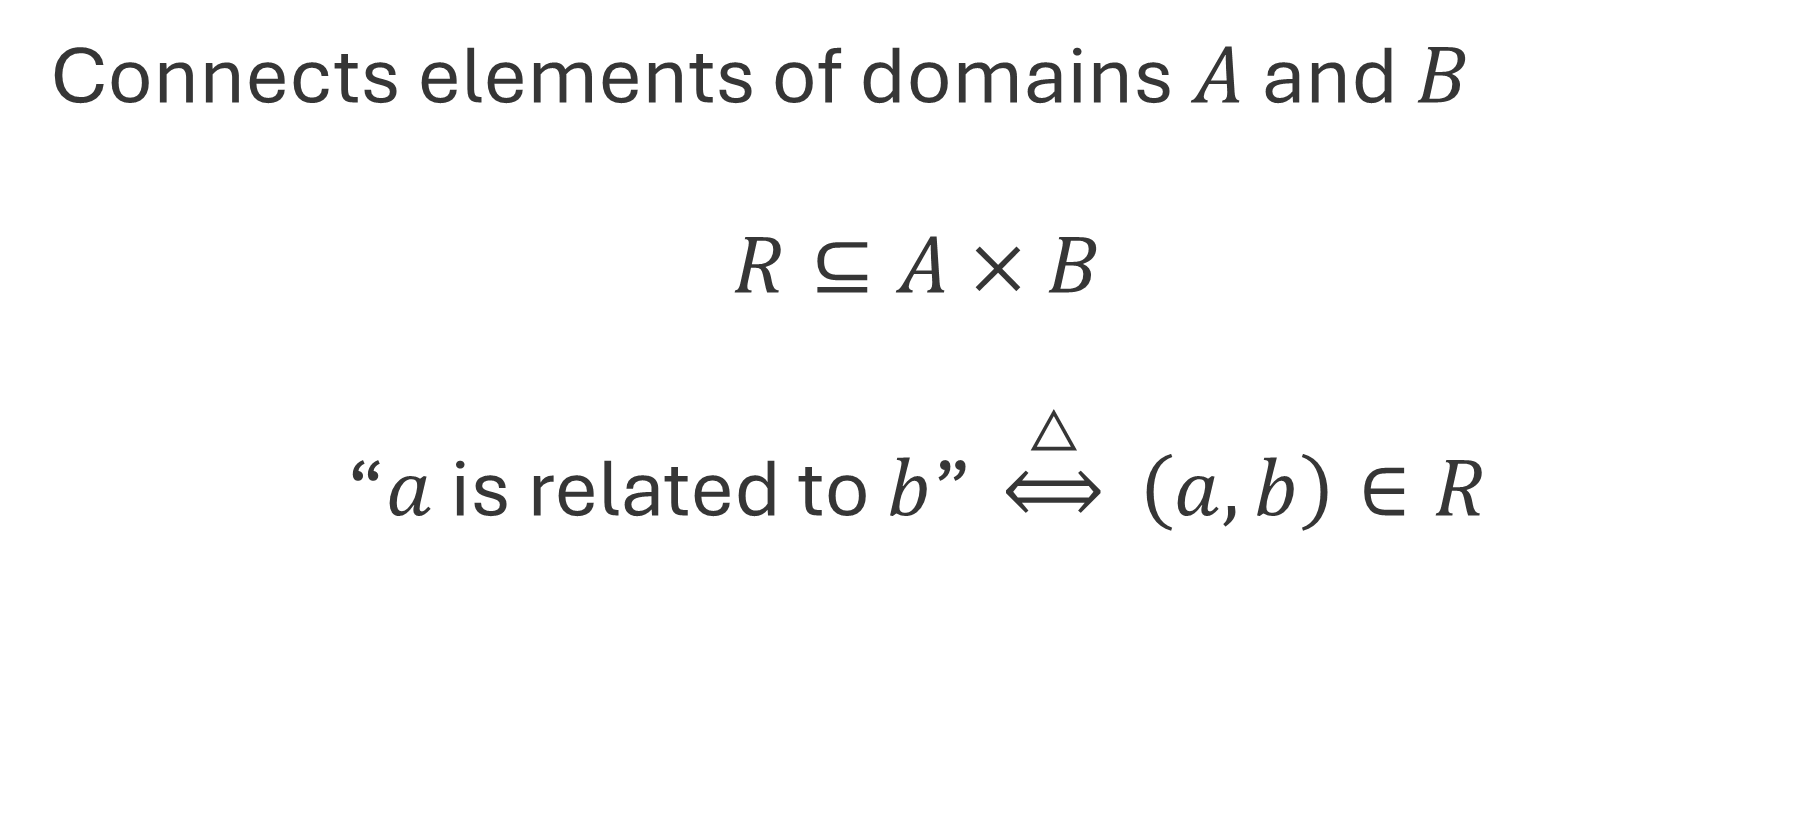 Connects elements of domains A and B
R ⊆ A × B
“a is related to b” ⇔△ (a, b) ∈ R